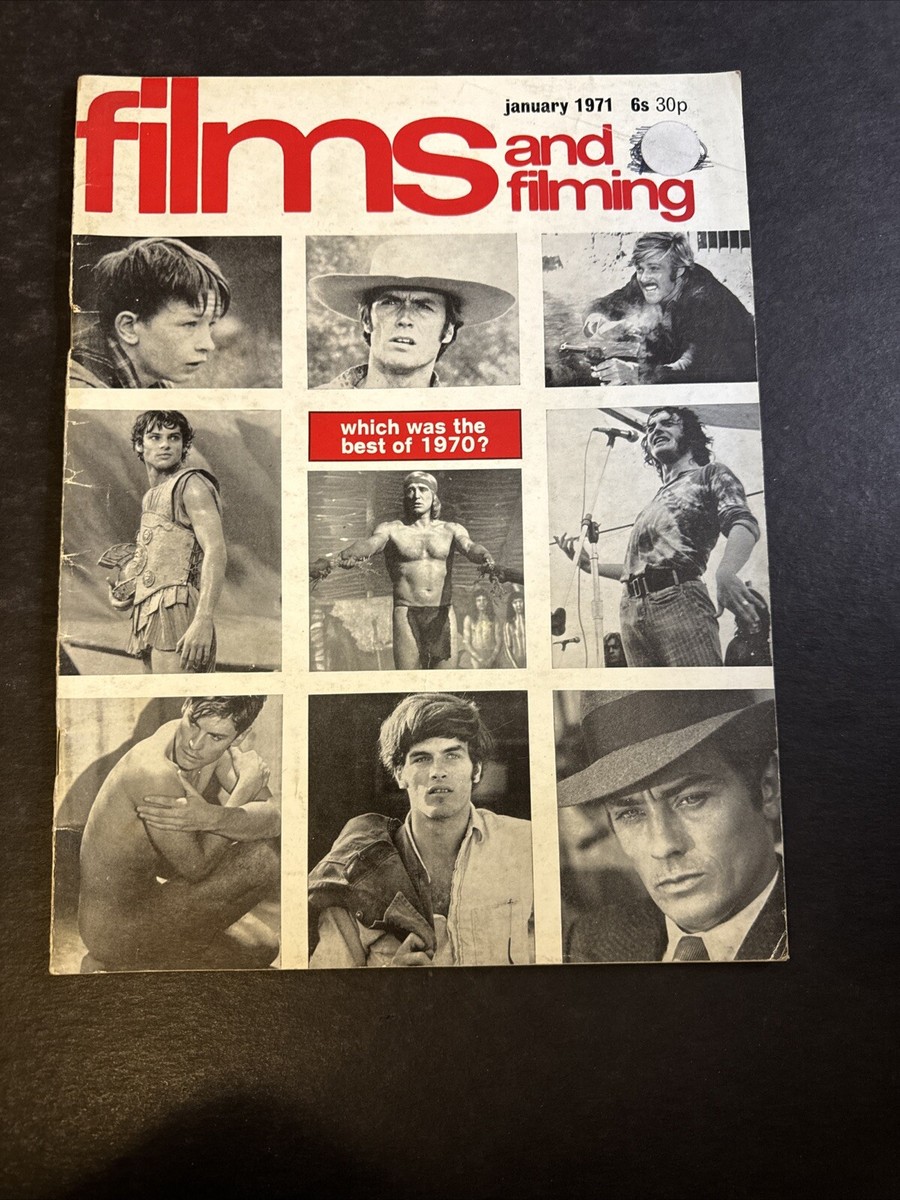 january 1971 6s 30p
films and
filming
which was the
best of 1970?